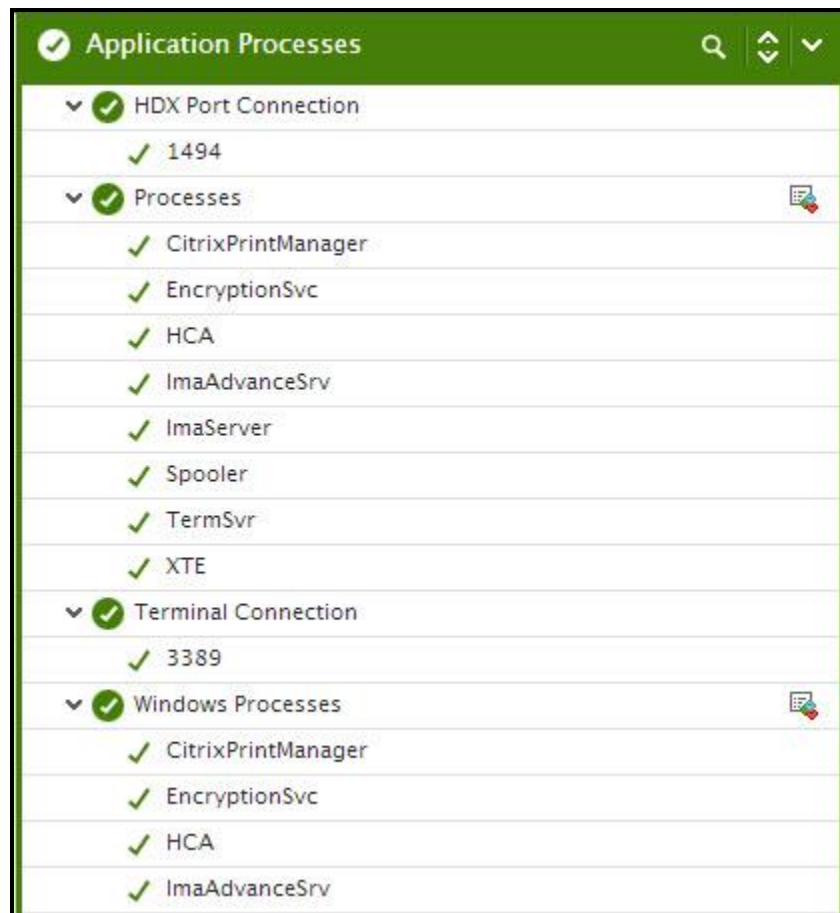 Application Processes
HDX Port Connection
1494
Processes
CitrixPrintManager
EncryptionSvc
HCA
ImaAdvanceSrv
ImaServer
Spooler
TermSvr
XTE
Terminal Connection
3389
Windows Processes
CitrixPrintManager
EncryptionSvc
HCA
ImaAdvanceSrv